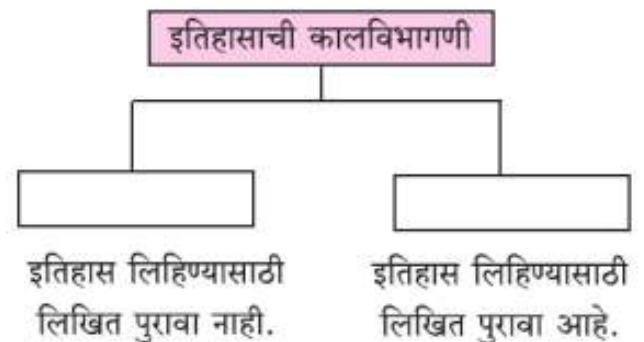 इतिहासाची कालविभागणी
इतिहास लिहिण्यासाठी
लिखित पुरावा नाही.
इतिहास लिहिण्यासाठी
लिखित पुरावा आहे.